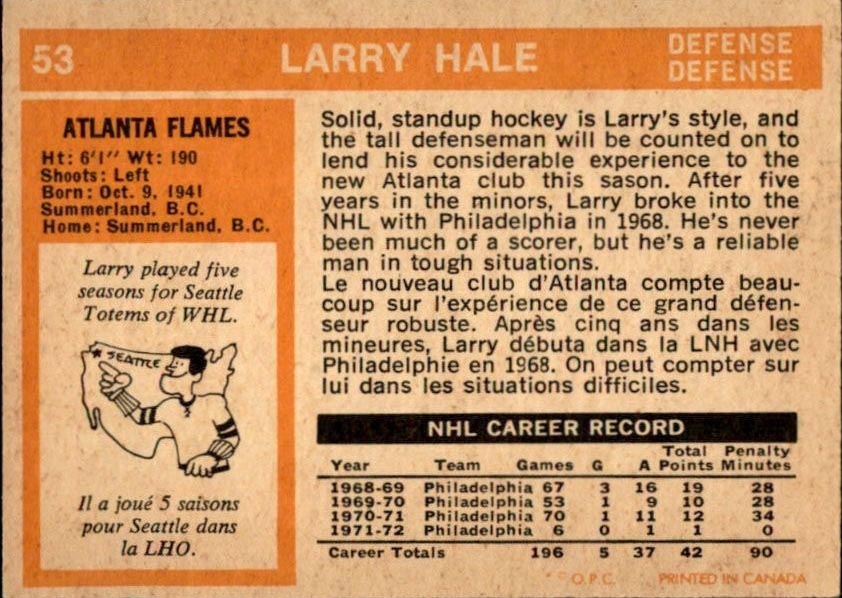 53 LARRY HALE DEFENSE
DEFENSE
ATLANTA FLAMES
Ht: 6'1" Wt: 190
Shoots: Left
Born: Oct. 9, 1941
Summerland, B.C.
Home: Summerland, B.C.
Larry played five
seasons for Seattle
Totems of WHL.
SEATTLE
Il a joué 5 saisons
pour Seattle dans
la LHO.
Solid, standup hockey is Larry's style, and
the tall defenseman will be counted on to
lend his considerable experience to the
new Atlanta club this sason. After five
years in the minors, Larry broke into the
NHL with Philadelphia in 1968. He's never
been much of a scorer, but he's a reliable
man in tough situations.
Le nouveau club d'Atlanta compte beau-
coup sur l'expérience de ce grand défen-
seur robuste. Après cinq ans dans les
mineures, Larry débuta dans la LNH avec
Philadelphie en 1968. On peut compter sur
lui dans les situations difficiles.
NHL CAREER RECORD
Total Penalty
Year Team Games G A Points Minutes
1968-69 Philadelphia 67 3 16 19 28
1969-70 Philadelphia 53 1 9 10 28
1970-71 Philadelphia 70 1 11 12 34
1971-72 Philadelphia 6 0 1 1 0
Career Totals 196 5 37 42 90
* © O.P.C. PRINTED IN CANADA